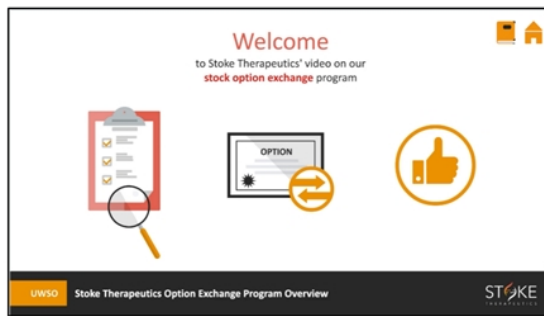 Welcome
to Stoke Therapeutics' video on our
stock option exchange program
OPTION
UWSO
Stoke Therapeutics Option Exchange Program Overview
STOKE
THERAPEUTICS